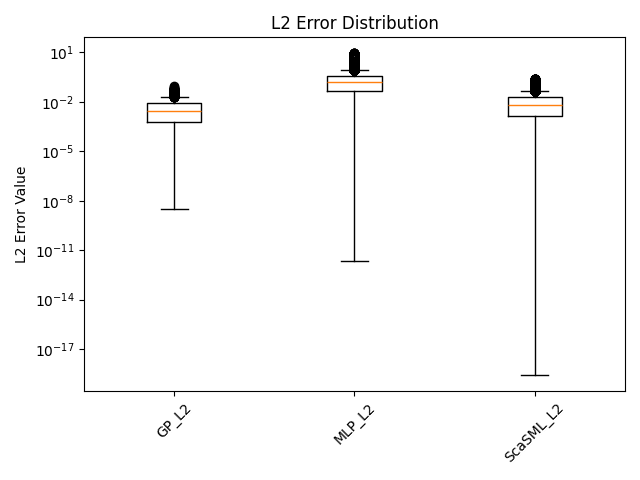 L2 Error Distribution
L2 Error Value
10¹
10⁻²
10⁻⁵
10⁻⁸
10⁻¹¹
10⁻¹⁴
10⁻¹⁷
GP_L2
MLP_L2
ScaSML_L2